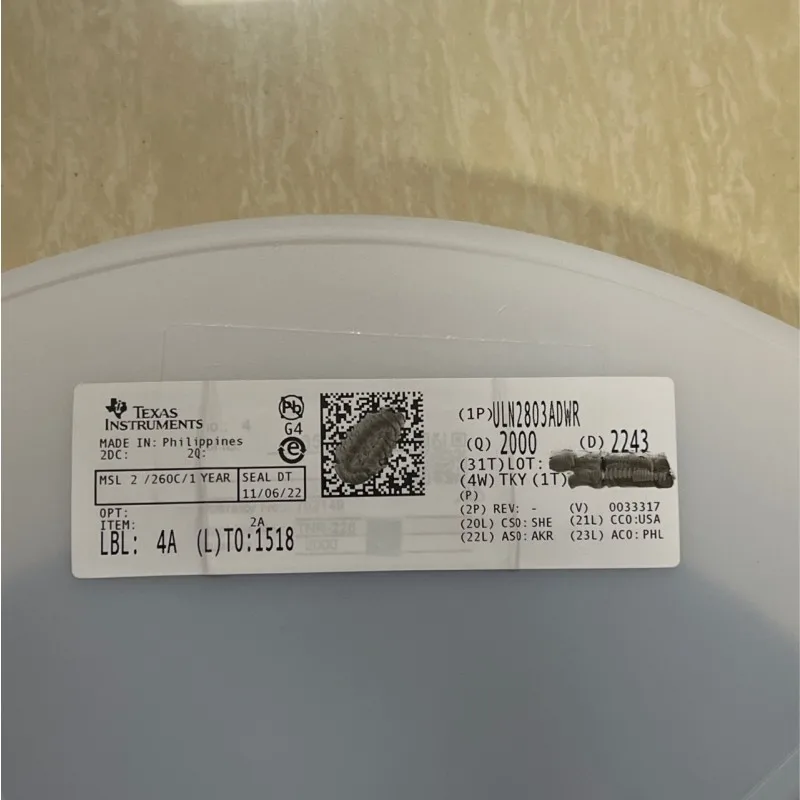 TEXAS
INSTRUMENTS
MADE IN: Philippines
2DC: 2Q:
MSL 2 /260C/1 YEAR
SEAL DT
11/06/22
OPT:
ITEM: 2A
LBL: 4A (L)TO:1518
Pb
G4
e
(1P)ULN2803ADWR
(Q) 2000 (D) 2243
(31T)LOT:
(4W) TKY (1T)
(P)
(2P) REV: - (V) 0033317
(20L) CSO: SHE (21L) CCO:USA
(22L) ASO: AKR (23L) ACO: PHL